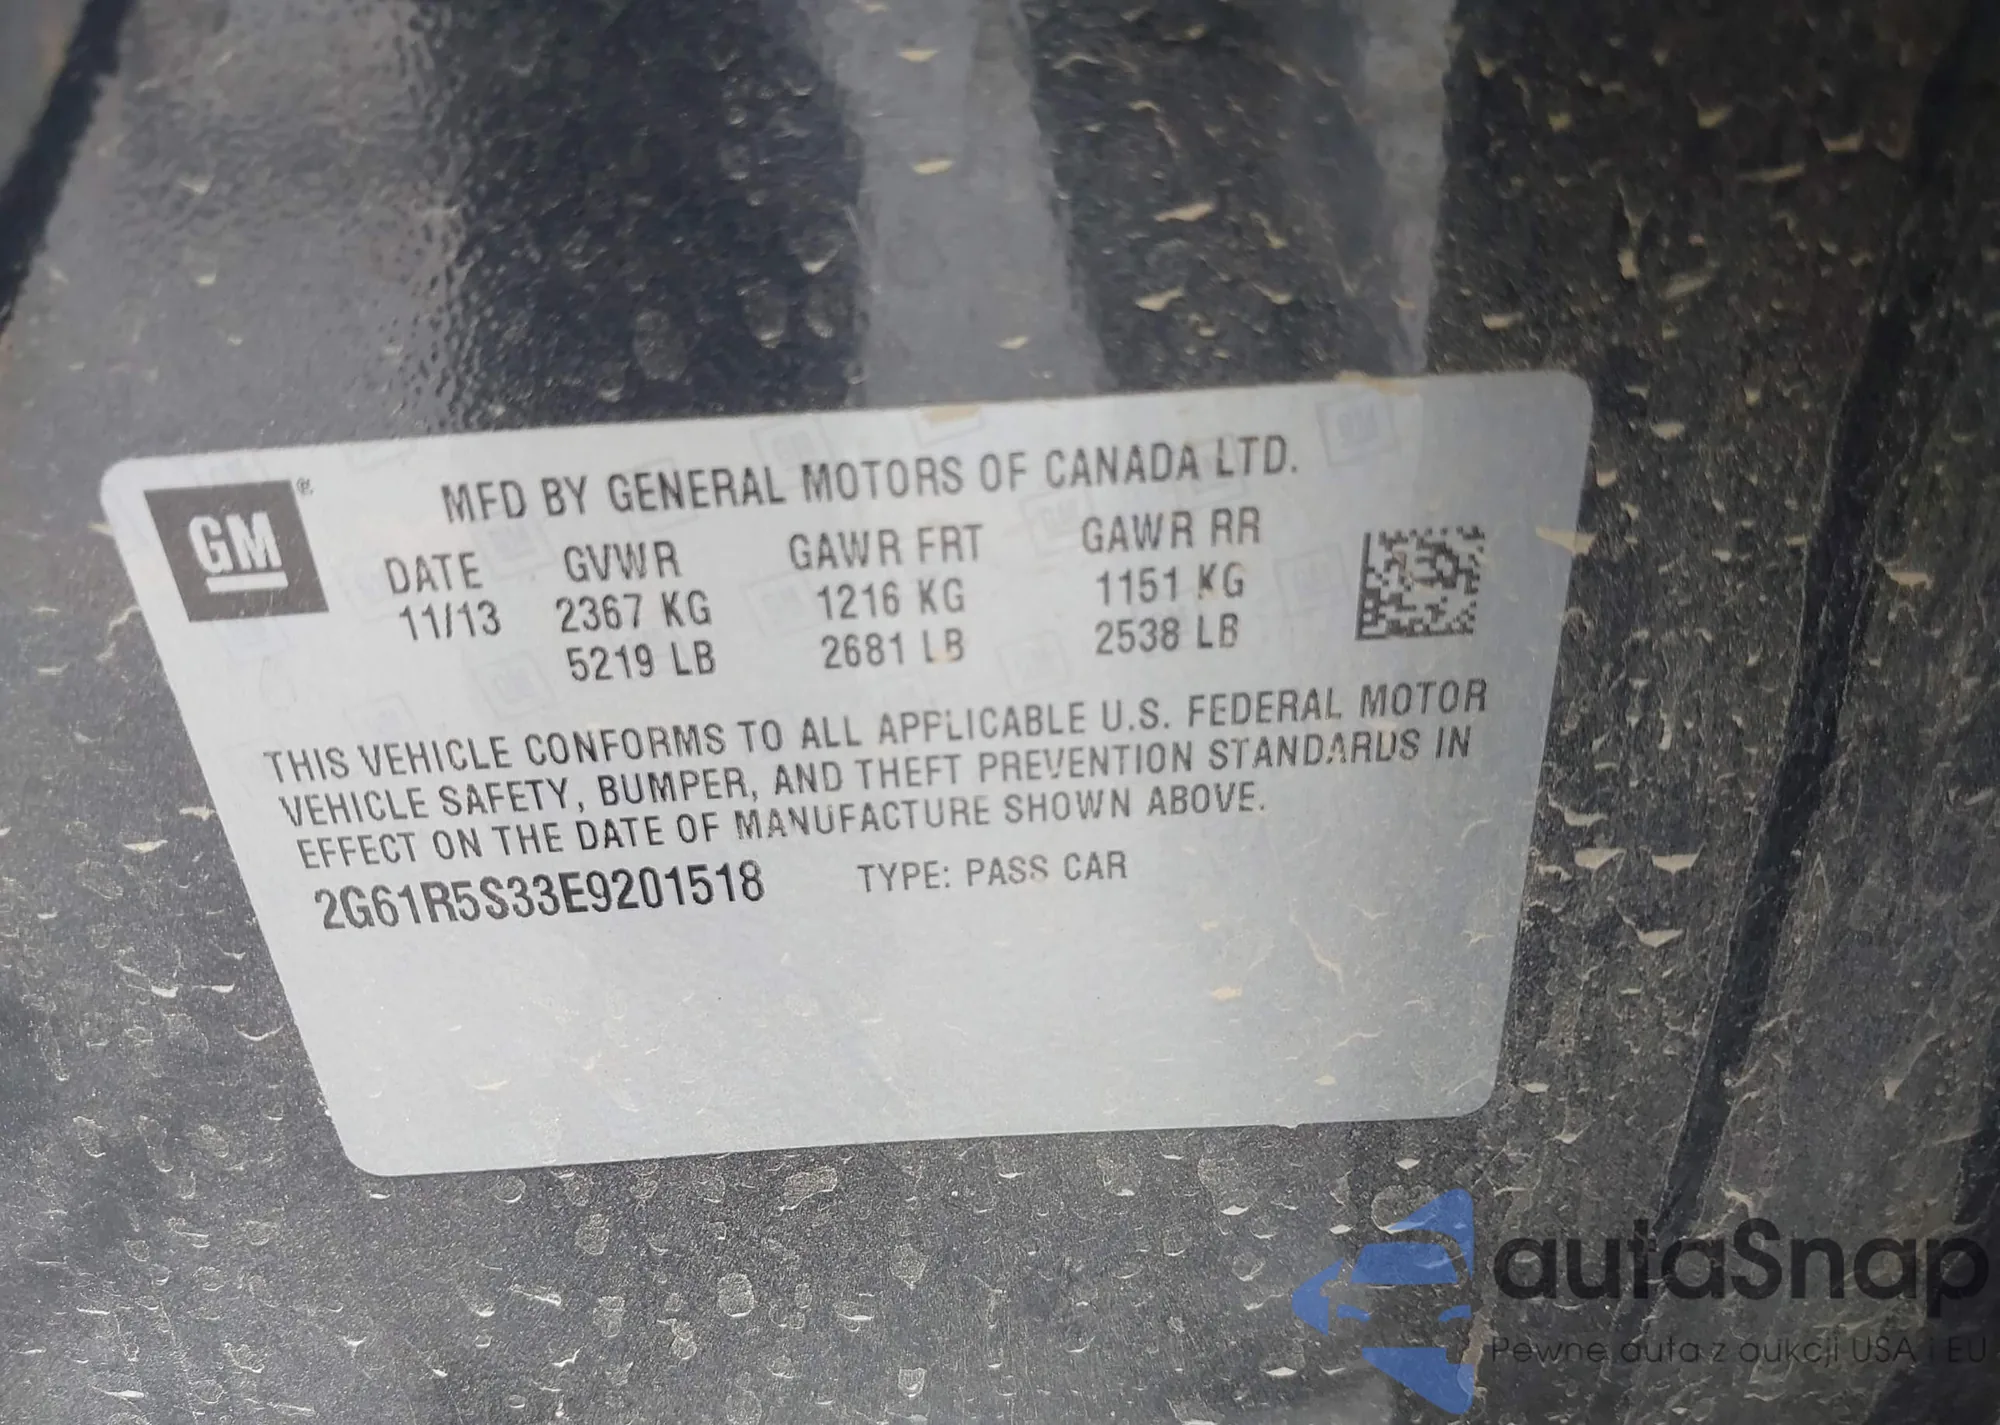 GM®
MFD BY GENERAL MOTORS OF CANADA LTD.
DATE GVWR GAWR FRT GAWR RR
11/13 2367 KG 1216 KG 1151 KG
5219 LB 2681 LB 2538 LB
THIS VEHICLE CONFORMS TO ALL APPLICABLE U.S. FEDERAL MOTOR
VEHICLE SAFETY, BUMPER, AND THEFT PREVENTION STANDARDS IN
EFFECT ON THE DATE OF MANUFACTURE SHOWN ABOVE.
2G61R5S33E9201518 TYPE: PASS CAR
autaSnap
Pewne auta z aukcji USA i EU